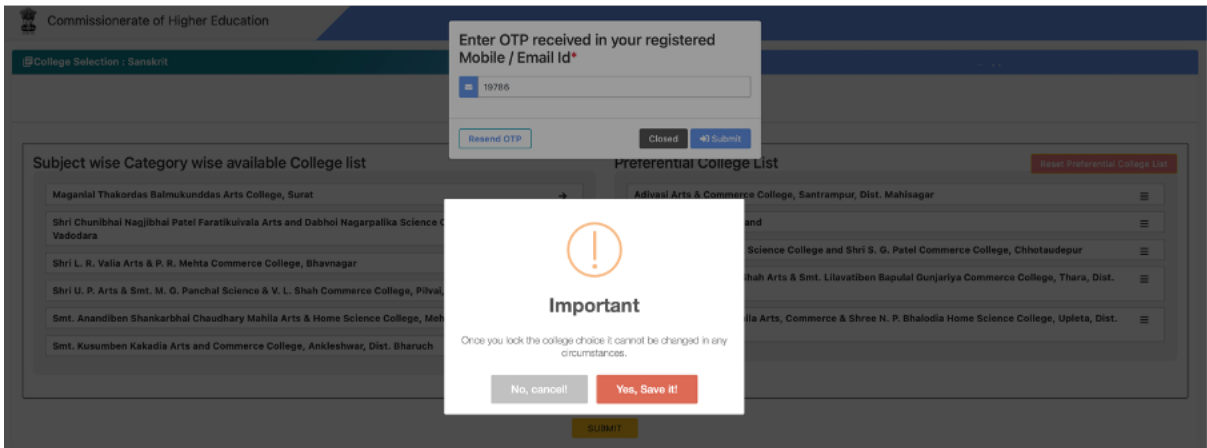 Commissionerate of Higher Education
College Selection : Sanskrit
Enter OTP received in your registered
Mobile / Email Id*
19786
Resend OTP
Closed
Submit
Subject wise Category wise available College list
Maganlal Thakordas Balmukunddas Arts College, Surat
Shri Chunibhai Nagjibhai Patel Faratikuivala Arts and Dabhoi Nagarpalika Science
Vadodara
Shri L. R. Valia Arts & P. R. Mehta Commerce College, Bhavnagar
Shri U. P. Arts & Smt. M. G. Panchal Science & V. L. Shah Commerce College, Pilvai,
Smt. Anandiben Shankarbhai Chaudhary Mahila Arts & Home Science College,
Smt. Kusumben Kakadia Arts and Commerce College, Ankleshwar, Dist. Bharuch
Preferential College List
Reset Preferential College List
Adivasi Arts & Commerce College, Santrampur, Dist. Mahisagar
and
Science College and Shri S. G. Patel Commerce College, Chhotaudepur
Shah Arts & Smt. Lilavatiben Bapulal Gunjariya Commerce College, Thara, Dist.
Arts, Commerce & Shree N. P. Bhalodia Home Science College, Upleta, Dist.
Important
Once you lock the college choice it cannot be changed in any
circumstances.
No, cancel!
Yes, Save it!
SUBMIT